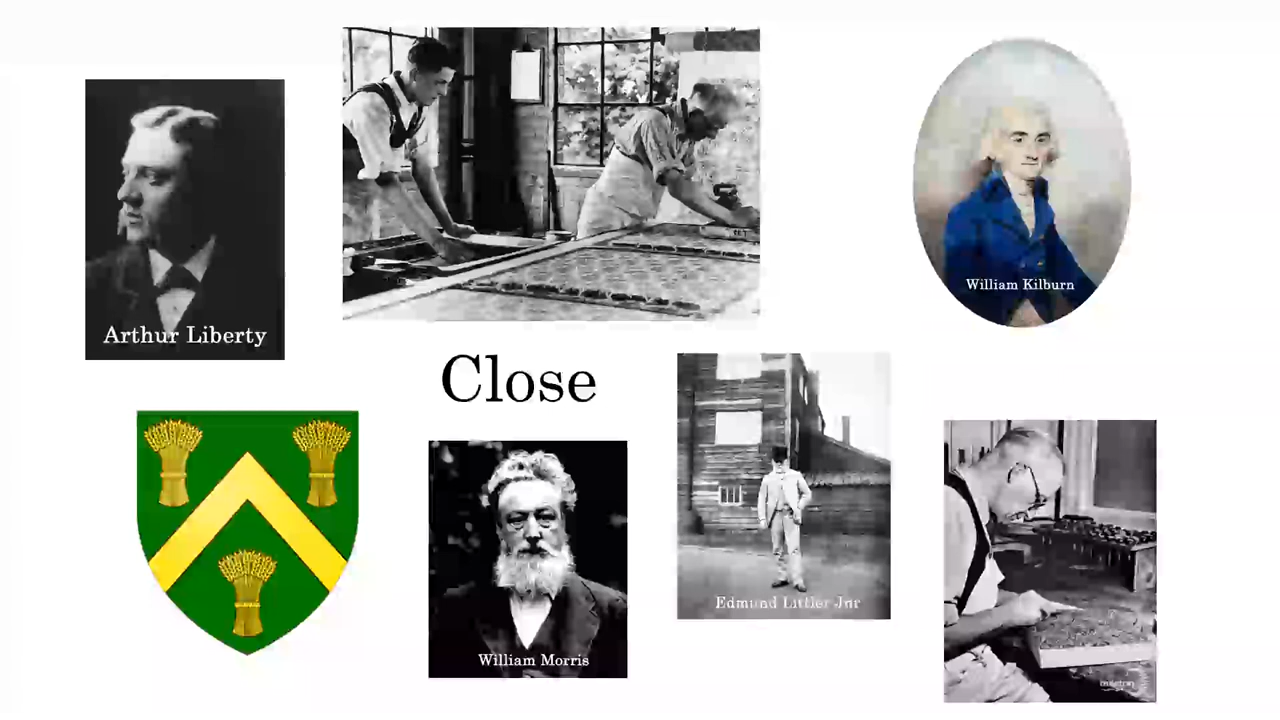 Arthur Liberty
William Kilburn
Close
Edmund Littler Jnr
William Morris